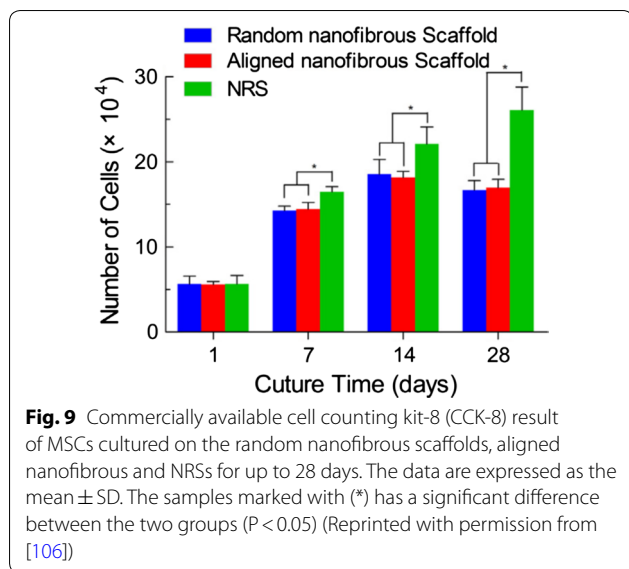 Random nanofibrous Scaffold
Aligned nanofibrous Scaffold
NRS
Number of Cells (× 10⁴)
30
20
10
0
*
*
*
1 7 14 28
Cuture Time (days)
Fig. 9 Commercially available cell counting kit-8 (CCK-8) result
of MSCs cultured on the random nanofibrous scaffolds, aligned
nanofibrous and NRSs for up to 28 days. The data are expressed as the
mean ± SD. The samples marked with (*) has a significant difference
between the two groups (P < 0.05) (Reprinted with permission from
[106])